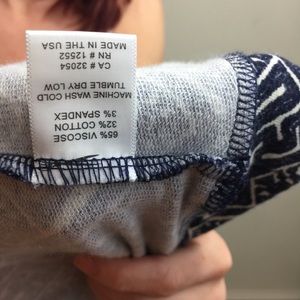 65% VISCOSE
32% COTTON
3% SPANDEX
MACHINE WASH COLD
TUMBLE DRY LOW
CA # 32054
RN # 12552
MADE IN THE USA